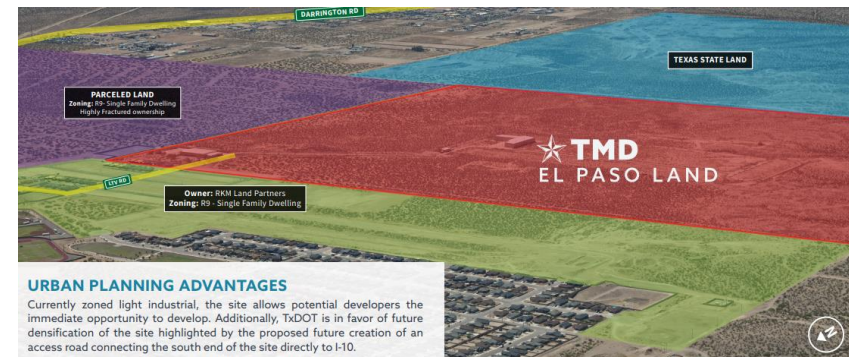 DARRINGTON RD
TEXAS STATE LAND
PARCELED LAND
Zoning: R9- Single Family Dwelling
Highly Fractured ownership
TMD
EL PASO LAND
LTV RD
Owner: RKM Land Partners
Zoning: R9 - Single Family Dwelling
URBAN PLANNING ADVANTAGES
Currently zoned light industrial, the site allows potential developers the
immediate opportunity to develop. Additionally, TxDOT is in favor of future
densification of the site highlighted by the proposed future creation of an
access road connecting the south end of the site directly to I-10.
N